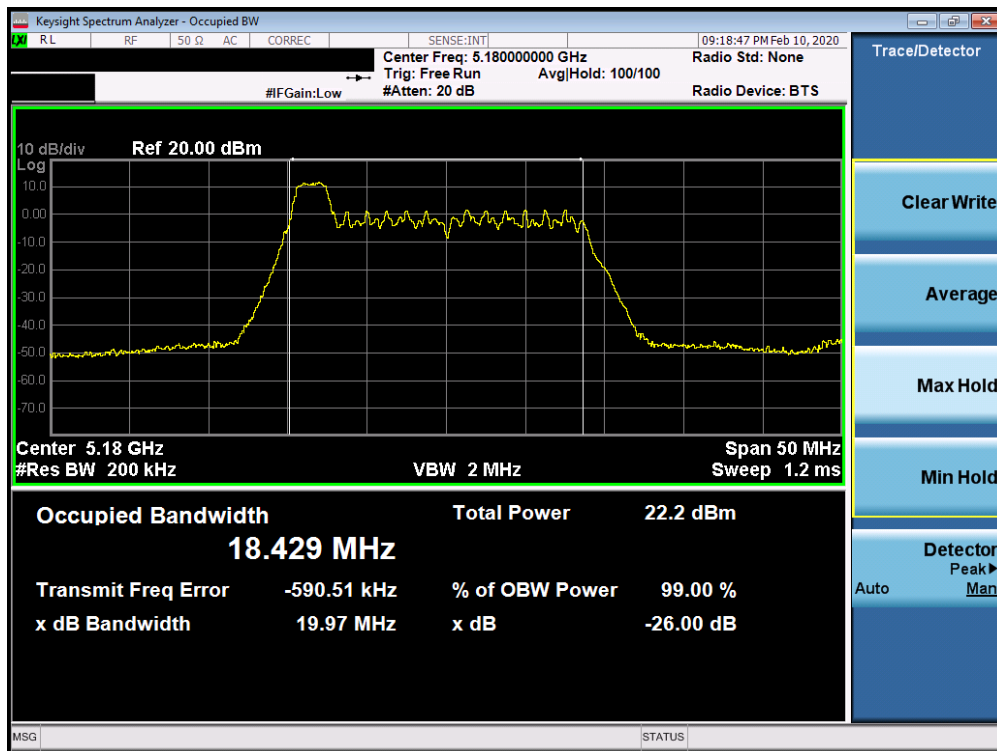 Keysight Spectrum Analyzer - Occupied BW
LXI RL RF 50 Ω AC CORREC SENSE:INT 09:18:47 PM Feb 10, 2020
Center Freq: 5.180000000 GHz Radio Std: None
Trig: Free Run Avg|Hold: 100/100
#IFGain:Low #Atten: 20 dB Radio Device: BTS
Trace/Detector
10 dB/div Ref 20.00 dBm
Log
10.0
0.00
-10.0
-20.0
-30.0
-40.0
-50.0
-60.0
-70.0
Center 5.18 GHz Span 50 MHz
#Res BW 200 kHz VBW 2 MHz Sweep 1.2 ms
Occupied Bandwidth Total Power 22.2 dBm
18.429 MHz
Transmit Freq Error -590.51 kHz % of OBW Power 99.00 %
x dB Bandwidth 19.97 MHz x dB -26.00 dB
Clear Write
Average
Max Hold
Min Hold
Detector
Peak▶
Auto Man
MSG STATUS